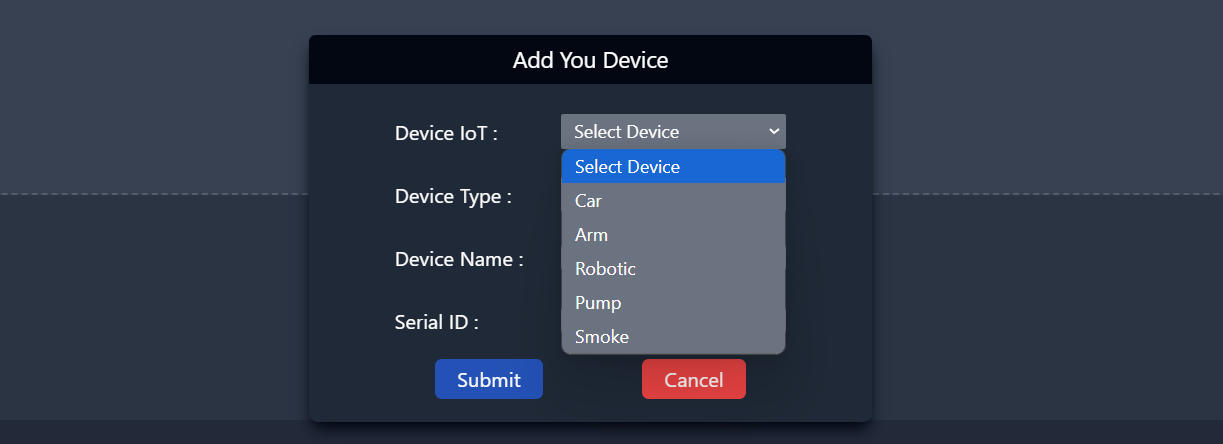 Add You Device
Device IoT :
Select Device
Select Device
Car
Arm
Robotic
Pump
Smoke
Device Type :
Device Name :
Serial ID :
Submit
Cancel